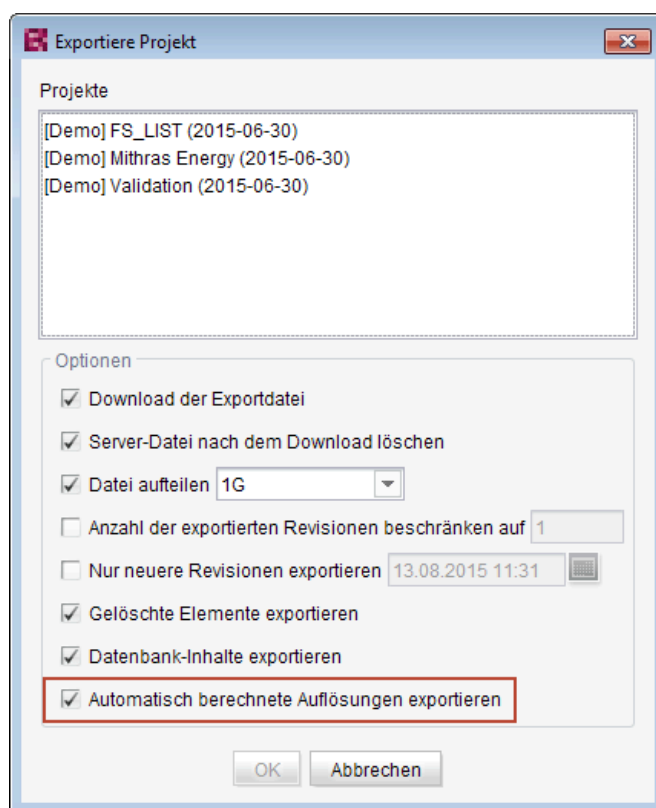 Exportiere Projekt
Projekte
[Demo] FS_LIST (2015-06-30)
[Demo] Mithras Energy (2015-06-30)
[Demo] Validation (2015-06-30)
Optionen
Download der Exportdatei
Server-Datei nach dem Download löschen
Datei aufteilen 1G
Anzahl der exportierten Revisionen beschränken auf 1
Nur neuere Revisionen exportieren 13.08.2015 11:31
Gelöschte Elemente exportieren
Datenbank-Inhalte exportieren
Automatisch berechnete Auflösungen exportieren
OK Abbrechen